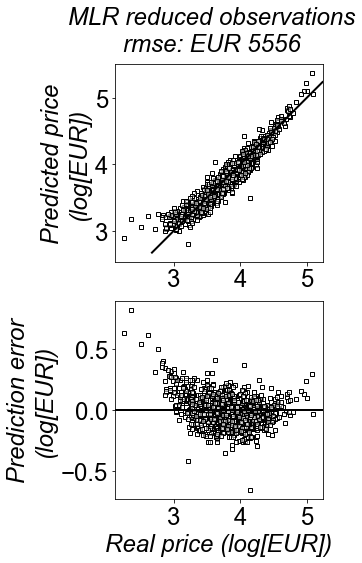 MLR reduced observations
rmse: EUR 5556
Predicted price
(log[EUR])
5
4
3
3 4 5
Prediction error
(log[EUR])
0.5
0.0
−0.5
3 4 5
Real price (log[EUR])